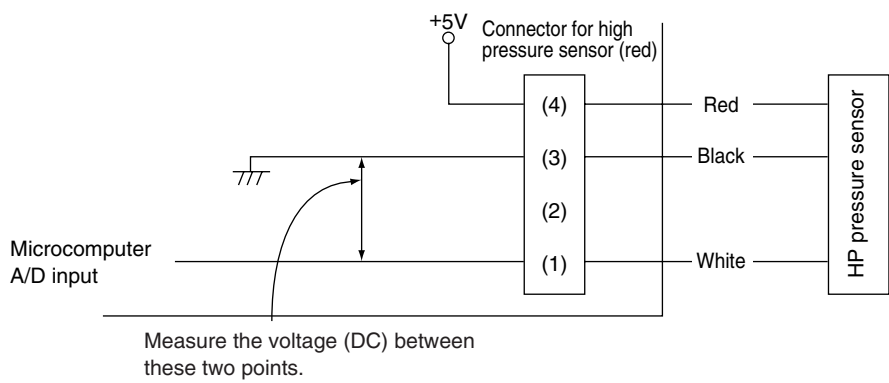 +5V
Connector for high
pressure sensor (red)
(4)
Red
(3)
Black
(2)
(1)
White
HP pressure sensor
Microcomputer
A/D input
Measure the voltage (DC) between
these two points.